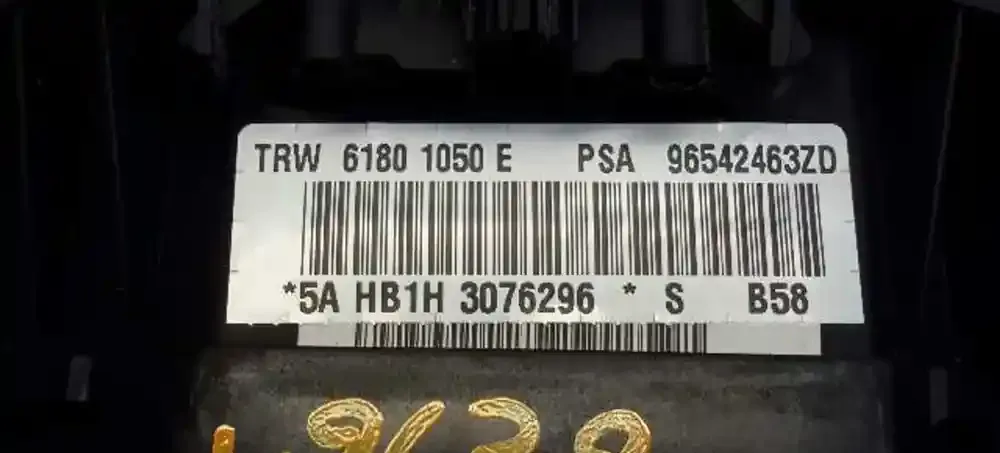 TRW 6180 1050 E PSA 96542463ZD
*5A HB1H 3076296 * S B58